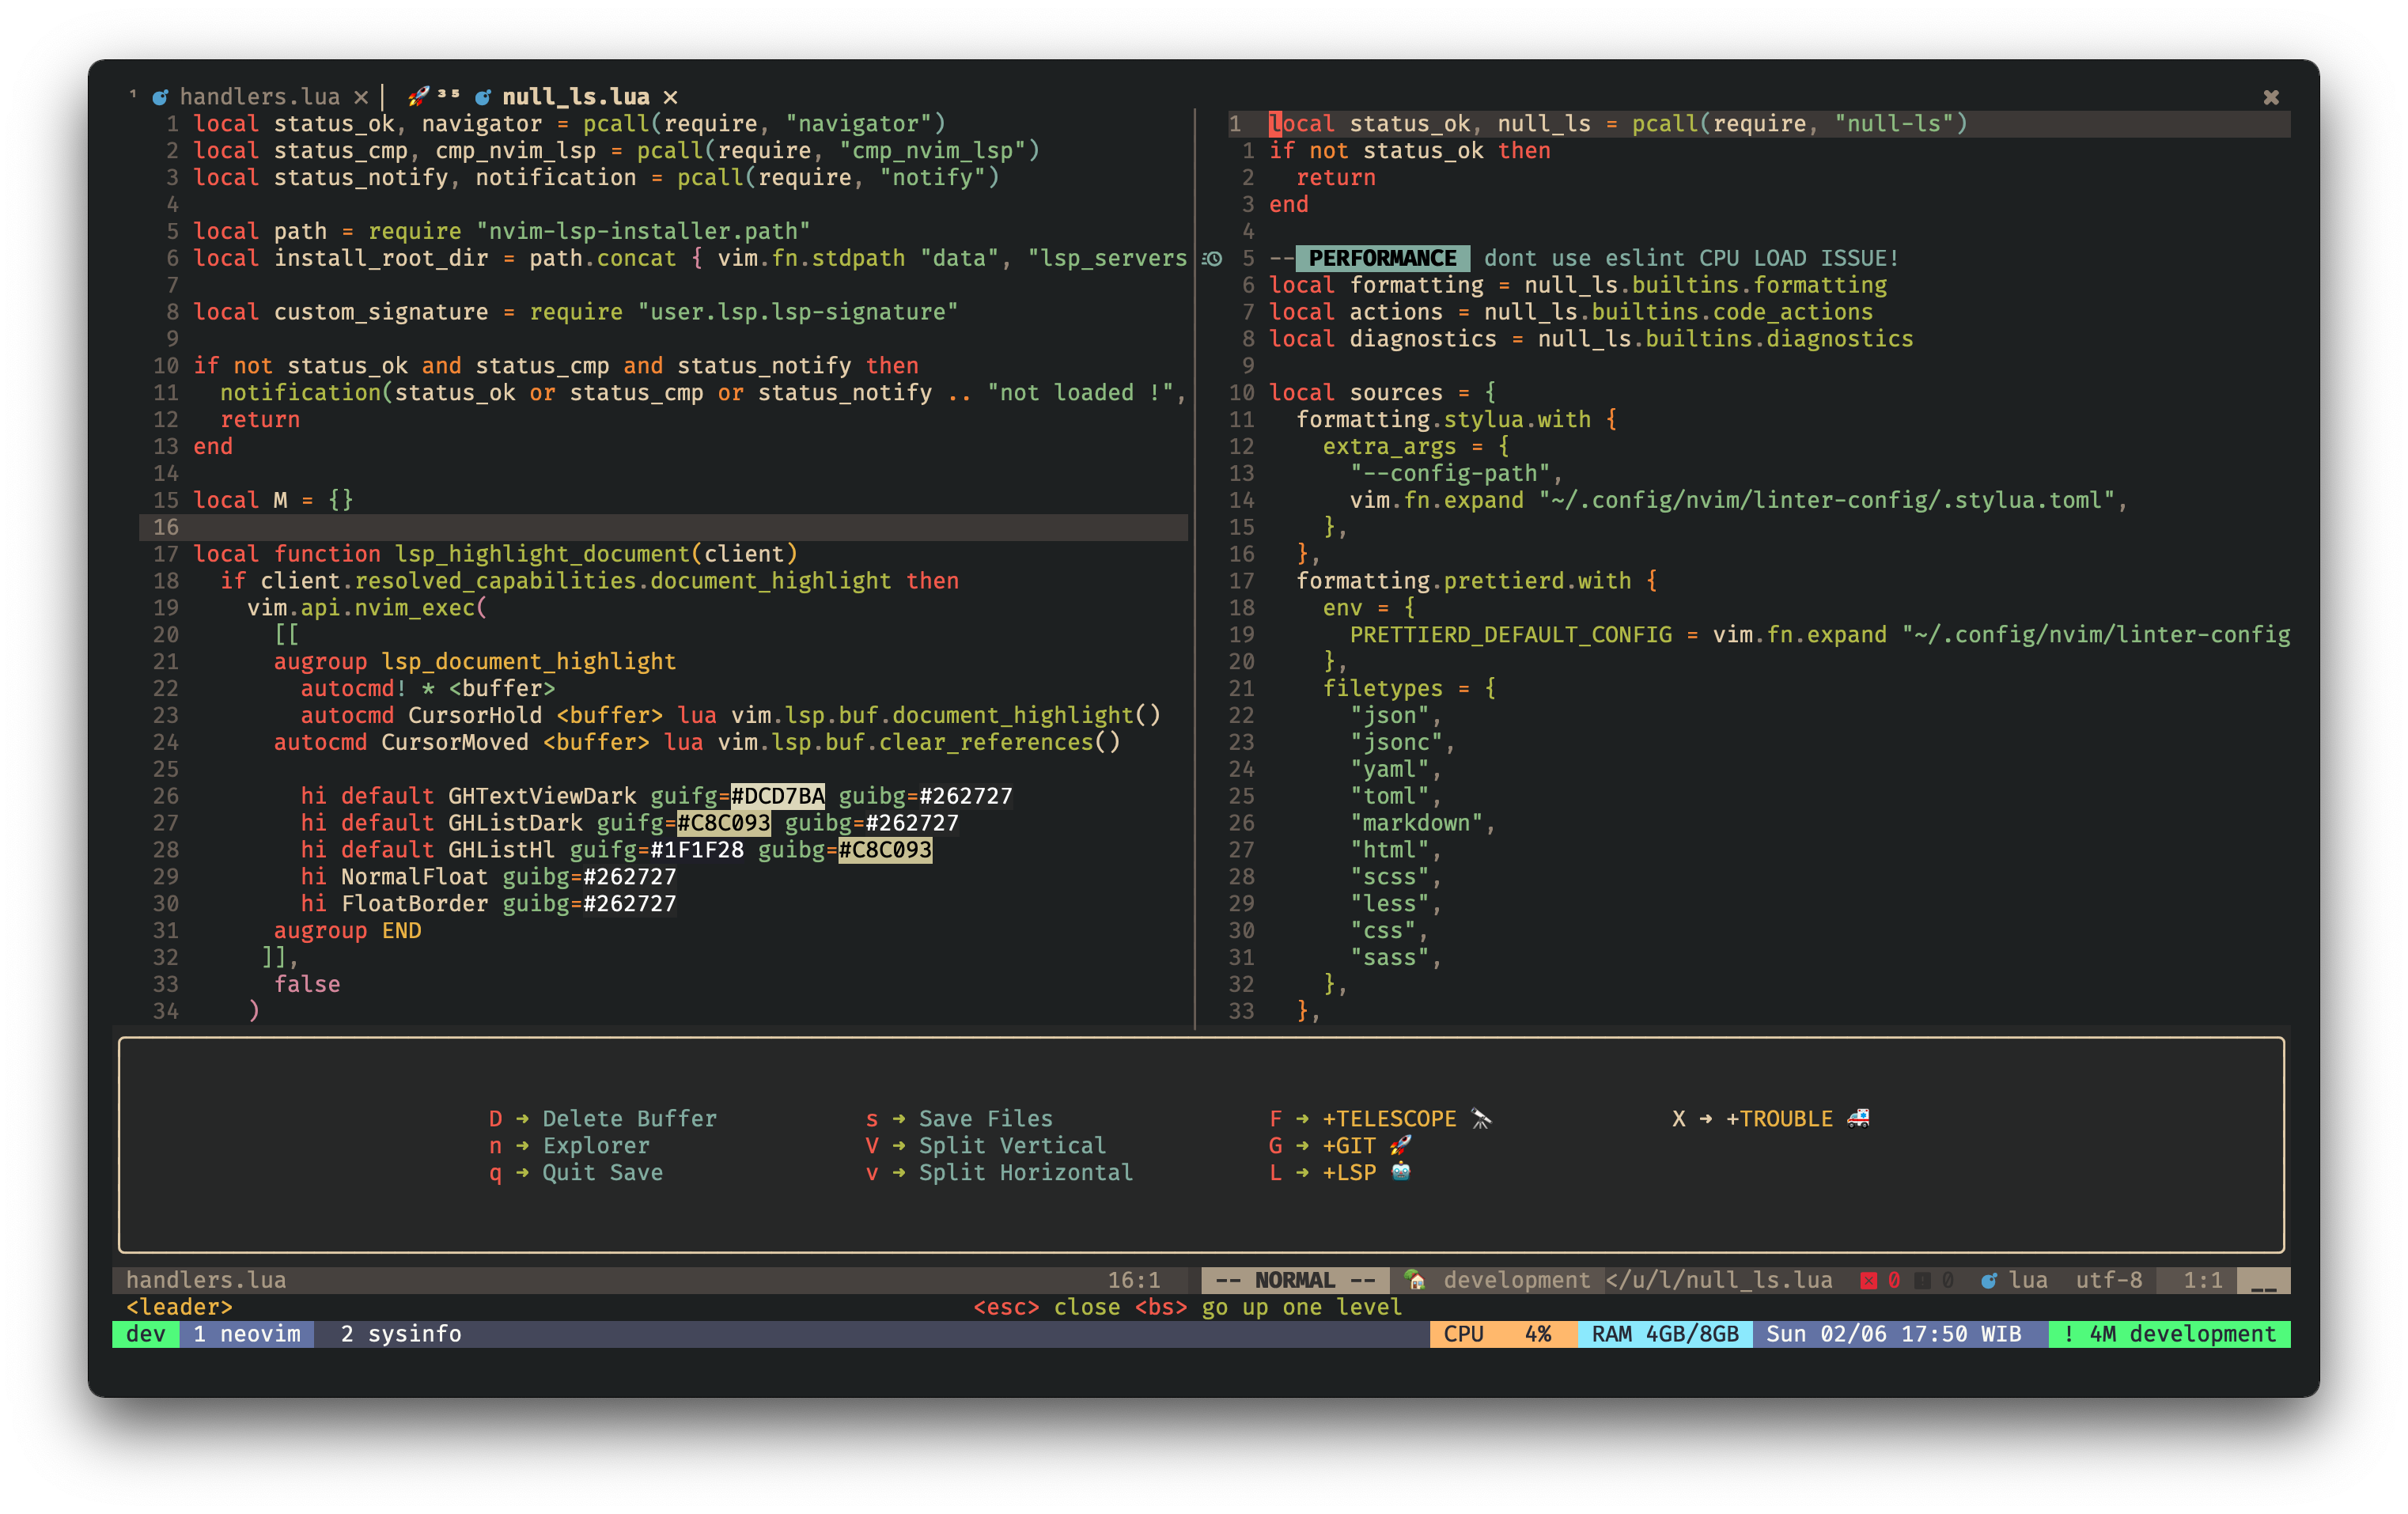 ¹ handlers.lua × ³⁵ null_ls.lua ×
1 local status_ok, navigator = pcall(require, "navigator")
2 local status_cmp, cmp_nvim_lsp = pcall(require, "cmp_nvim_lsp")
3 local status_notify, notification = pcall(require, "notify")
4
5 local path = require "nvim-lsp-installer.path"
6 local install_root_dir = path.concat { vim.fn.stdpath "data", "lsp_servers
7
8 local custom_signature = require "user.lsp.lsp-signature"
9
10 if not status_ok and status_cmp and status_notify then
11   notification(status_ok or status_cmp or status_notify .. "not loaded !",
12   return
13 end
14
15 local M = {}
16
17 local function lsp_highlight_document(client)
18   if client.resolved_capabilities.document_highlight then
19     vim.api.nvim_exec(
20       [[
21       augroup lsp_document_highlight
22         autocmd! * <buffer>
23         autocmd CursorHold <buffer> lua vim.lsp.buf.document_highlight()
24       autocmd CursorMoved <buffer> lua vim.lsp.buf.clear_references()
25
26         hi default GHTextViewDark guifg=#DCD7BA guibg=#262727
27         hi default GHListDark guifg=#C8C093 guibg=#262727
28         hi default GHListHl guifg=#1F1F28 guibg=#C8C093
29         hi NormalFloat guibg=#262727
30         hi FloatBorder guibg=#262727
31       augroup END
32      ]],
33       false
34     )
1 local status_ok, null_ls = pcall(require, "null-ls")
1 if not status_ok then
2   return
3 end
4
5 -- PERFORMANCE dont use eslint CPU LOAD ISSUE!
6 local formatting = null_ls.builtins.formatting
7 local actions = null_ls.builtins.code_actions
8 local diagnostics = null_ls.builtins.diagnostics
9
10 local sources = {
11   formatting.stylua.with {
12     extra_args = {
13       "--config-path",
14       vim.fn.expand "~/.config/nvim/linter-config/.stylua.toml",
15     },
16   },
17   formatting.prettierd.with {
18     env = {
19       PRETTIERD_DEFAULT_CONFIG = vim.fn.expand "~/.config/nvim/linter-config
20     },
21     filetypes = {
22       "json",
23       "jsonc",
24       "yaml",
25       "toml",
26       "markdown",
27       "html",
28       "scss",
29       "less",
30       "css",
31       "sass",
32     },
33   },
D → Delete Buffer s → Save Files F → +TELESCOPE X → +TROUBLE
n → Explorer V → Split Vertical G → +GIT
q → Quit Save v → Split Horizontal L → +LSP
handlers.lua 16:1 -- NORMAL -- development </u/l/null_ls.lua 0 0 lua utf-8 1:1 __
<leader> <esc> close <bs> go up one level
dev 1 neovim 2 sysinfo CPU 4% RAM 4GB/8GB Sun 02/06 17:50 WIB ! 4M development